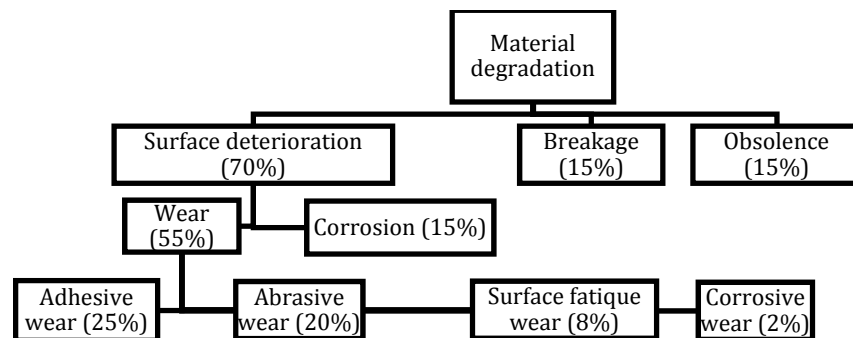 Material
degradation
Surface deterioration
(70%)
Breakage
(15%)
Obsolence
(15%)
Wear
(55%)
Corrosion (15%)
Adhesive
wear (25%)
Abrasive
wear (20%)
Surface fatique
wear (8%)
Corrosive
wear (2%)